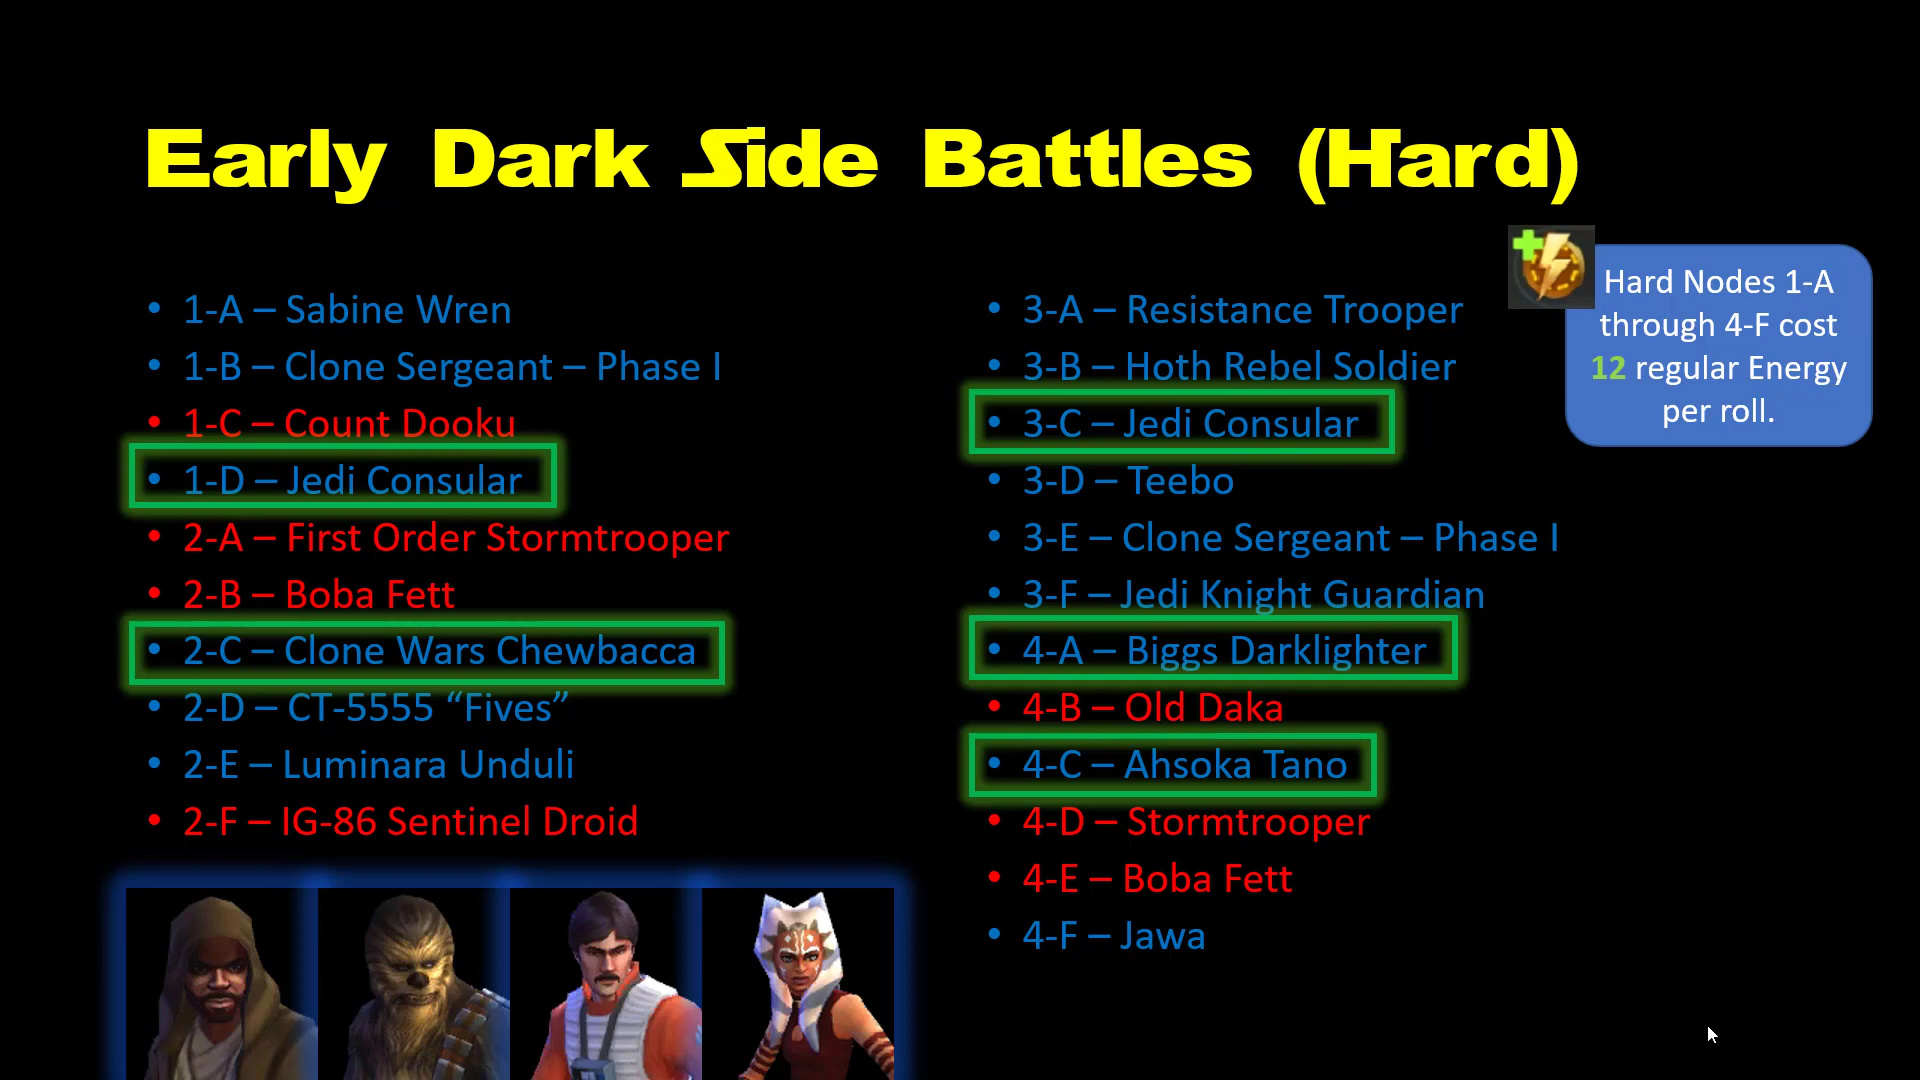 Early Dark Side Battles (Hard)
• 1-A – Sabine Wren
• 1-B – Clone Sergeant – Phase I
• 1-C – Count Dooku
• 1-D – Jedi Consular
• 2-A – First Order Stormtrooper
• 2-B – Boba Fett
• 2-C – Clone Wars Chewbacca
• 2-D – CT-5555 “Fives”
• 2-E – Luminara Unduli
• 2-F – IG-86 Sentinel Droid
• 3-A – Resistance Trooper
• 3-B – Hoth Rebel Soldier
• 3-C – Jedi Consular
• 3-D – Teebo
• 3-E – Clone Sergeant – Phase I
• 3-F – Jedi Knight Guardian
• 4-A – Biggs Darklighter
• 4-B – Old Daka
• 4-C – Ahsoka Tano
• 4-D – Stormtrooper
• 4-E – Boba Fett
• 4-F – Jawa
Hard Nodes 1-A
through 4-F cost
12 regular Energy
per roll.